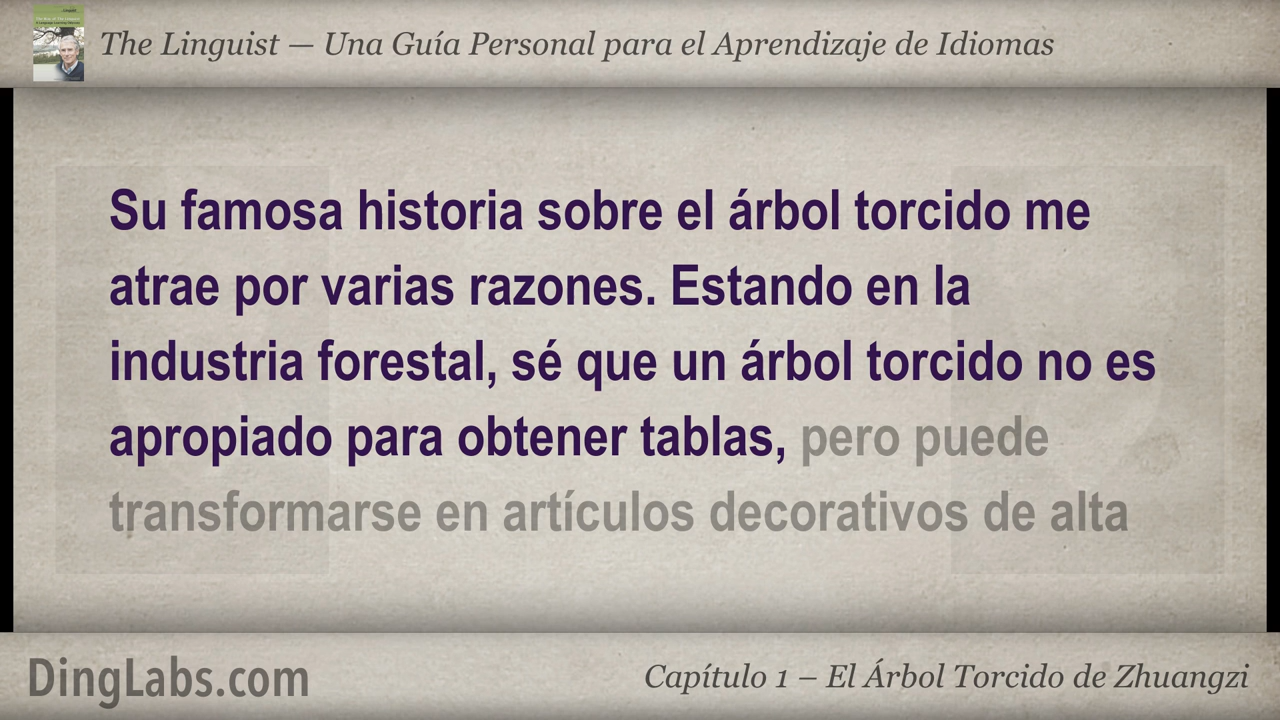 The Linguist — Una Guía Personal para el Aprendizaje de Idiomas
Su famosa historia sobre el árbol torcido me
atrae por varias razones. Estando en la
industria forestal, sé que un árbol torcido no es
apropiado para obtener tablas, pero puede
transformarse en artículos decorativos de alta
DingLabs.com
Capítulo 1 – El Árbol Torcido de Zhuangzi